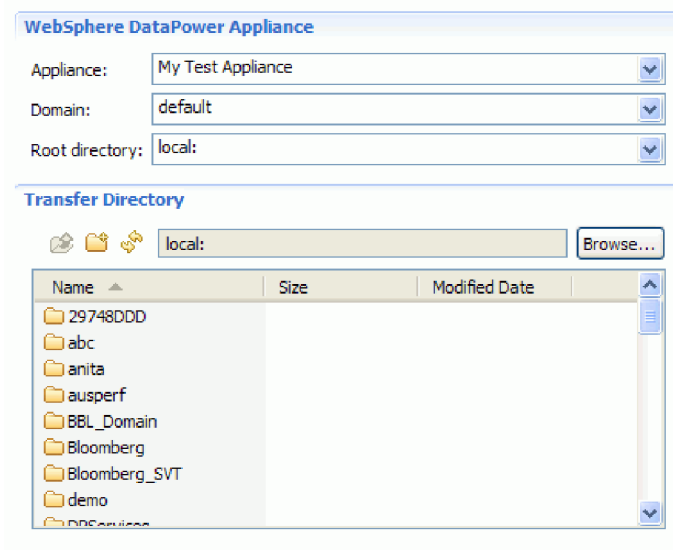 WebSphere DataPower Appliance
Appliance: My Test Appliance
Domain: default
Root directory: local:
Transfer Directory
local: Browse...
Name Size Modified Date
29748DDD
abc
anita
ausperf
BBL_Domain
Bloomberg
Bloomberg_SVT
demo
DPServices